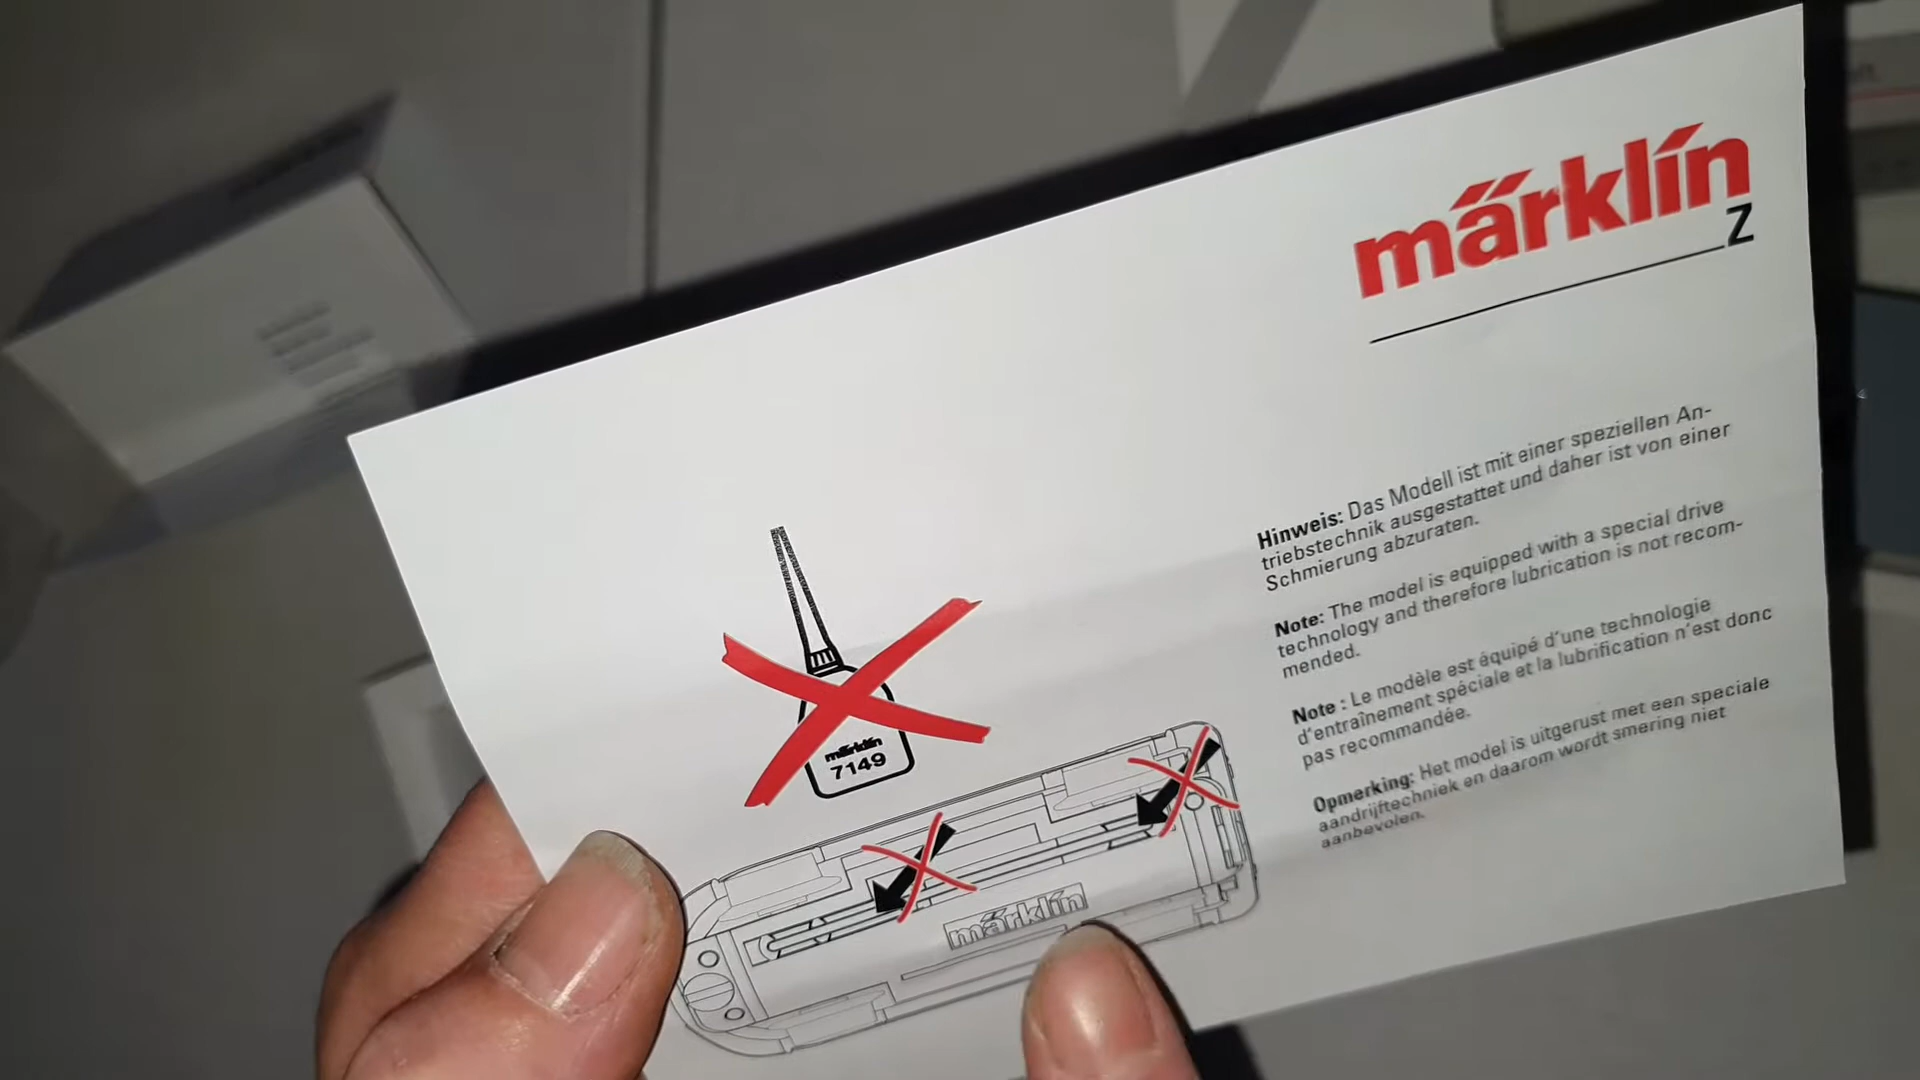 märklín
Z
Hinweis: Das Modell ist mit einer speziellen An-
triebstechnik ausgestattet und daher ist von einer
Schmierung abzuraten.
Note: The model is equipped with a special drive
technology and therefore lubrication is not recom-
mended.
Note : Le modèle est équipé d'une technologie
d'entraînement spéciale et la lubrification n'est donc
pas recommandée.
Opmerking: Het model is uitgerust met een speciale
aandrijftechniek en daarom wordt smering niet
aanbevolen.
märklín
7149
märklín